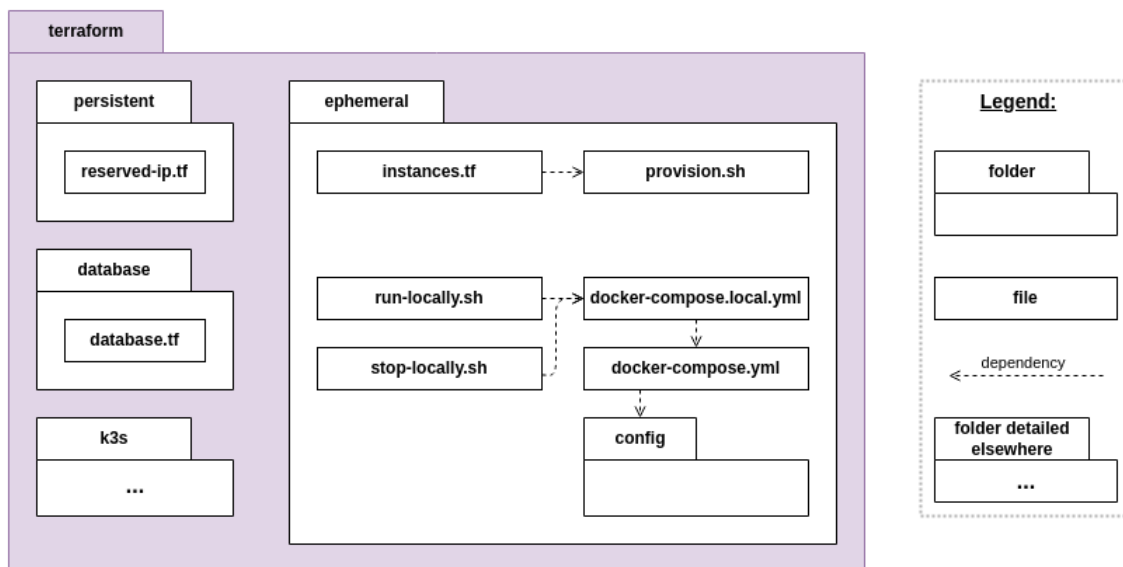 terraform
persistent
reserved-ip.tf
database
database.tf
k3s
...
ephemeral
instances.tf
provision.sh
run-locally.sh
docker-compose.local.yml
stop-locally.sh
docker-compose.yml
config
Legend:
folder
file
dependency
folder detailed
elsewhere
...